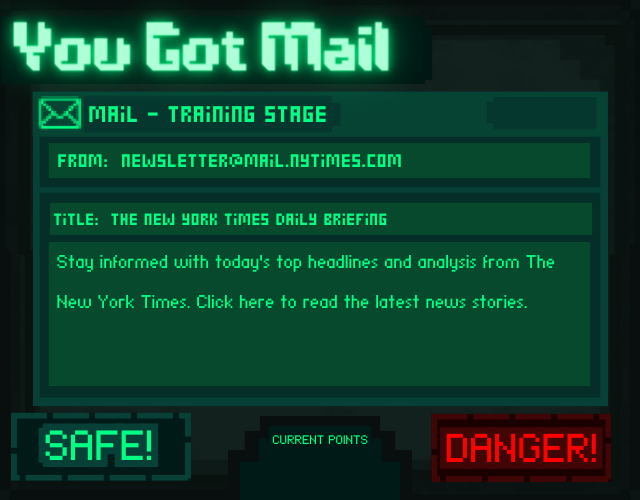 You Got Mail
MAIL - TRAINING STAGE
FROM: NEWSLETTER@MAIL.NYTIMES.COM
TITLE: THE NEW YORK TIMES DAILY BRIEFING
Stay informed with today's top headlines and analysis from The
New York Times. Click here to read the latest news stories.
SAFE!
CURRENT POINTS
DANGER!